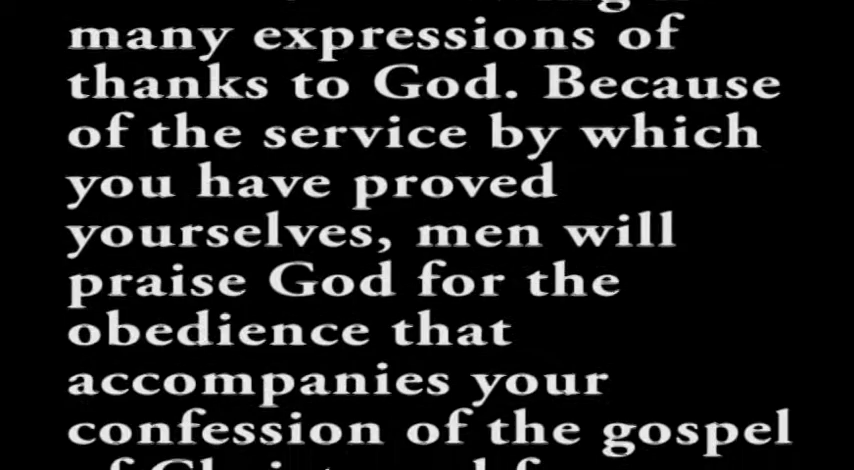 many expressions of
thanks to God. Because
of the service by which
you have proved
yourselves, men will
praise God for the
obedience that
accompanies your
confession of the gospel